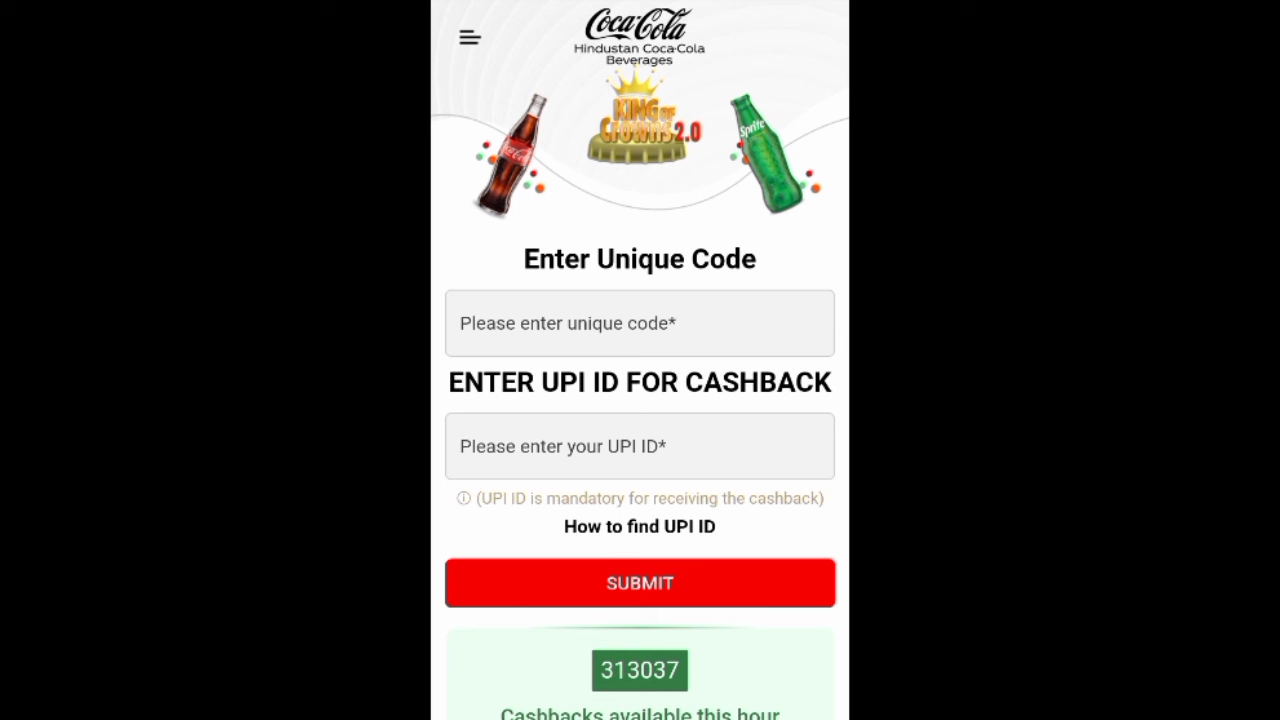 Coca-Cola
Hindustan Coca-Cola
Beverages
KING OF
CROWNS 2.0
Coca-Cola
Sprite
Enter Unique Code
Please enter unique code*
ENTER UPI ID FOR CASHBACK
Please enter your UPI ID*
(UPI ID is mandatory for receiving the cashback)
How to find UPI ID
SUBMIT
313037
Cashbacks available this hour